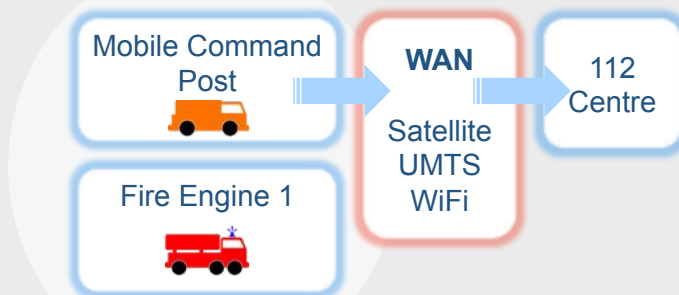 Mobile Command
Post
WAN
Satellite
UMTS
WiFi
112
Centre
Fire Engine 1